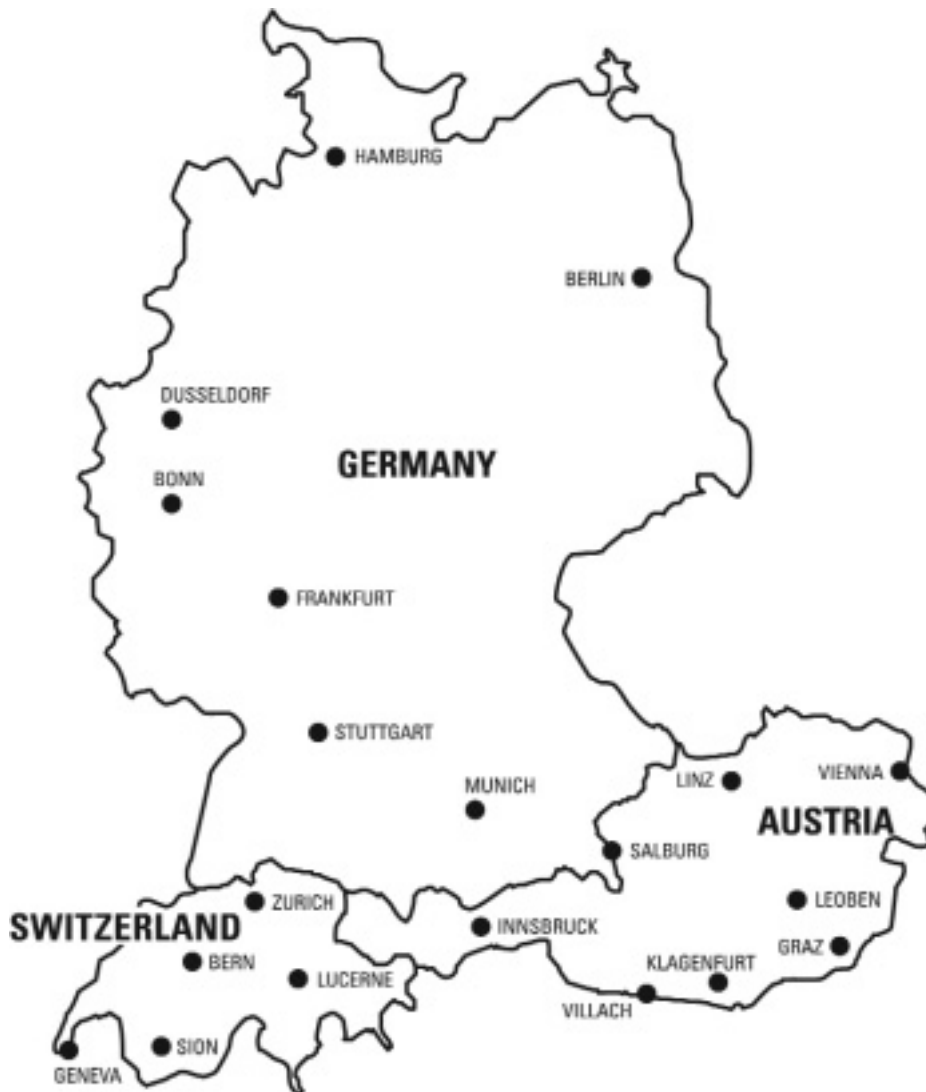 HAMBURG
BERLIN
DUSSELDORF
GERMANY
BONN
FRANKFURT
STUTTGART
MUNICH
LINZ
VIENNA
AUSTRIA
SALBURG
ZURICH
LEOBEN
SWITZERLAND
INNSBRUCK
GRAZ
BERN
KLAGENFURT
LUCERNE
VILLACH
SION
GENEVA